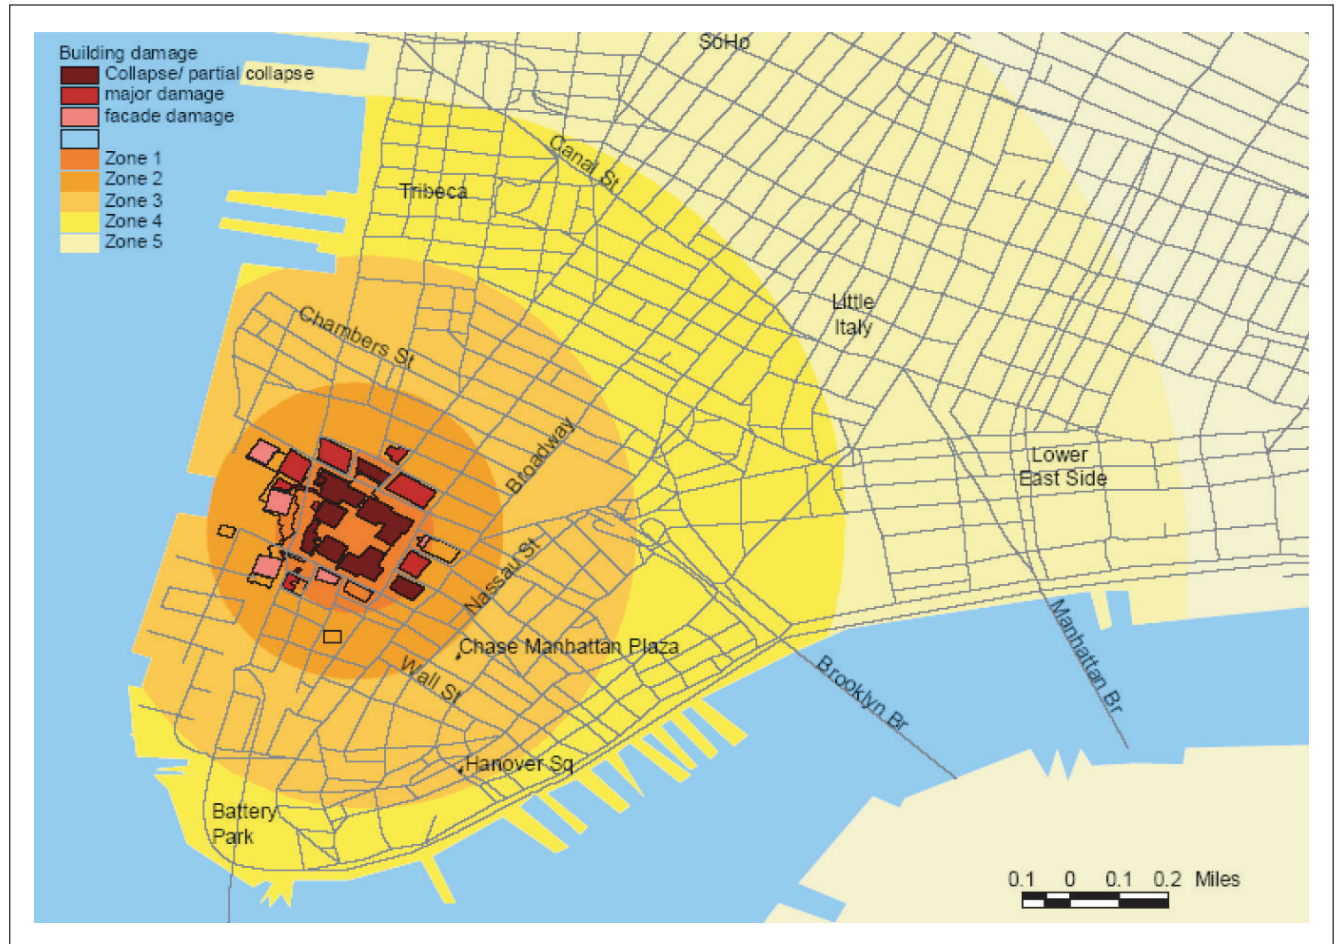 SoHo
Building damage
Collapse/ partial collapse
major damage
facade damage
Zone 1
Zone 2
Zone 3
Zone 4
Zone 5
Canal St
Tribeca
Little
Italy
Chambers St
Broadway
Lower
East Side
Nassau St
Chase Manhattan Plaza
Wall St
Manhattan Br
Brooklyn Br
Hanover Sq
Battery
Park
0.1 0 0.1 0.2 Miles